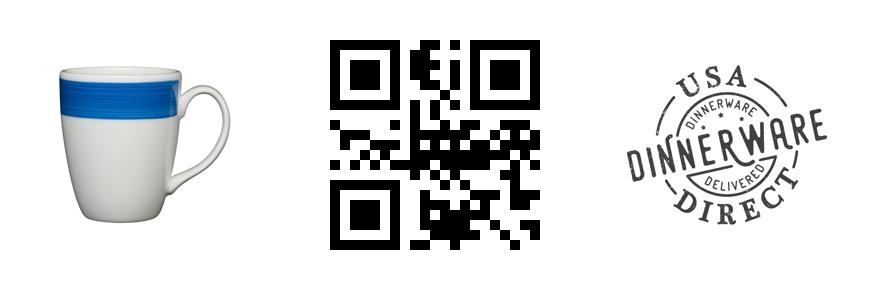 USA
DINNERWARE
DINNERWARE
DELIVERED
DIRECT